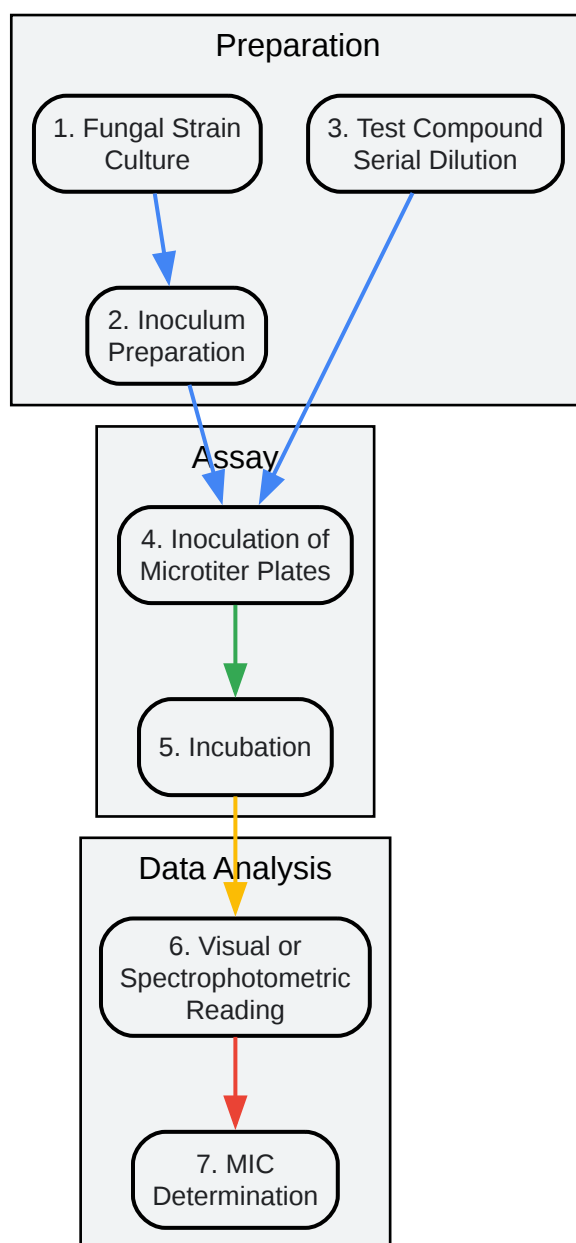 Preparation
1. Fungal Strain
Culture
3. Test Compound
Serial Dilution
2. Inoculum
Preparation
Assay
4. Inoculation of
Microtiter Plates
5. Incubation
Data Analysis
6. Visual or
Spectrophotometric
Reading
7. MIC
Determination